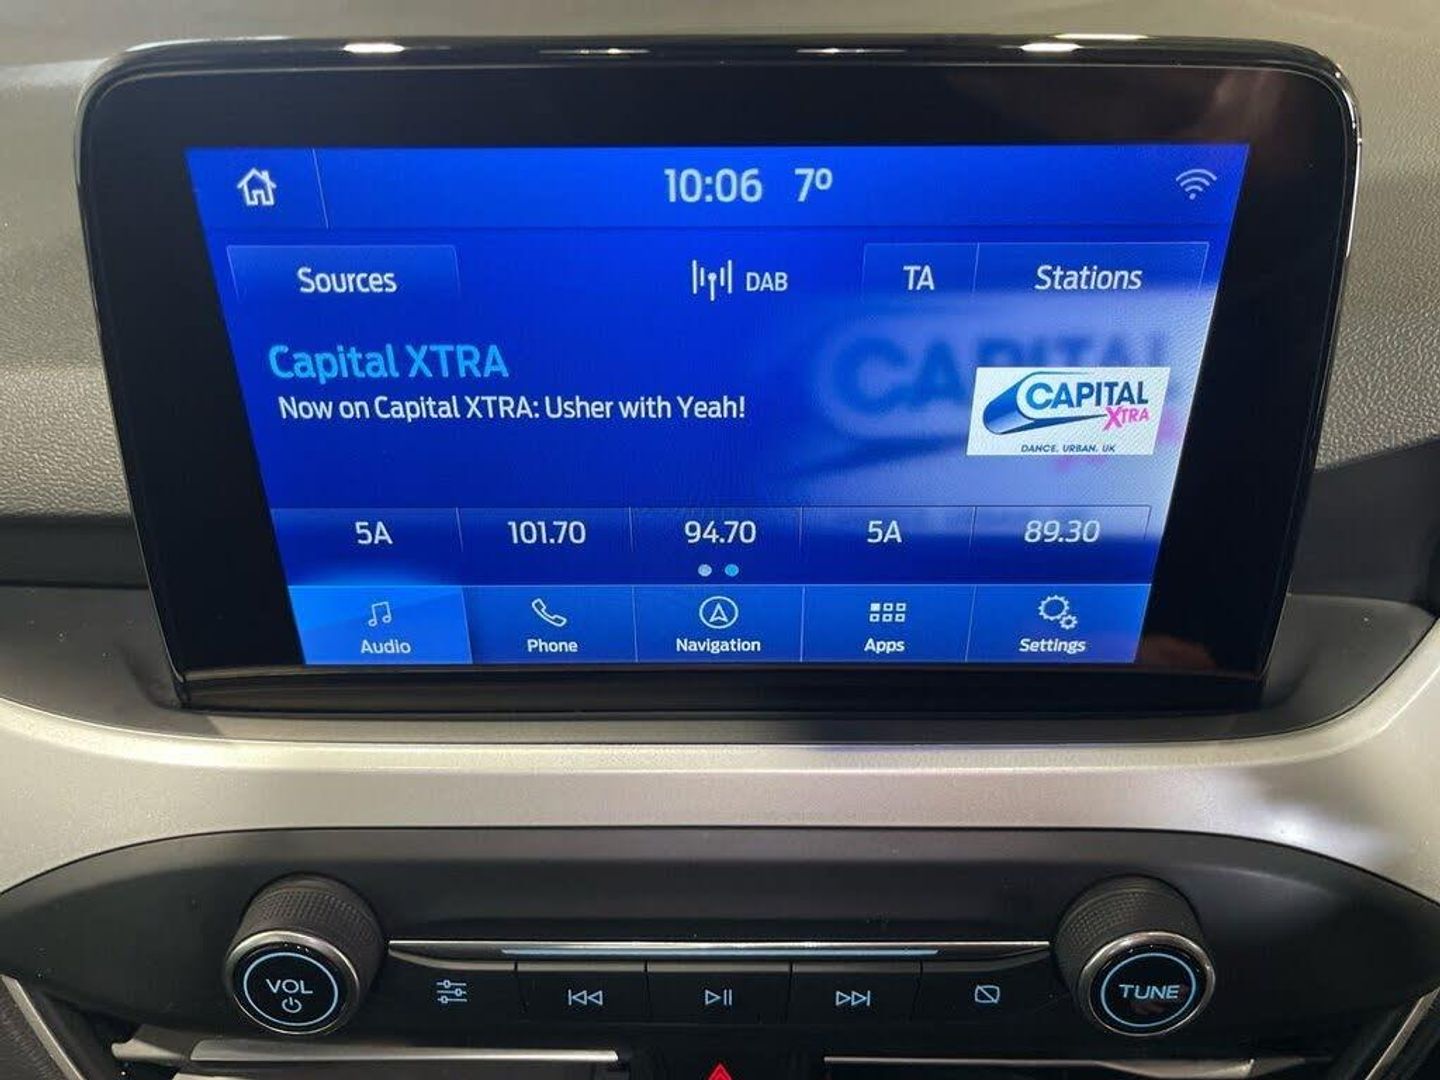 10:06 7º
Sources
DAB
TA
Stations
Capital XTRA
Now on Capital XTRA: Usher with Yeah!
CAPITAL
CAPITAL
XTRA
DANCE. URBAN. UK
5A 101.70 94.70 5A 89.30
Audio Phone Navigation Apps Settings
VOL
TUNE